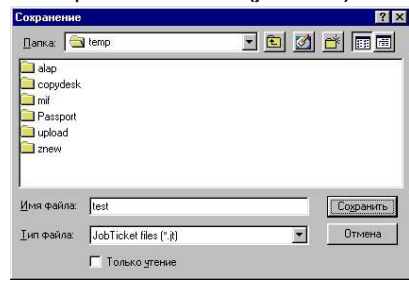 Сохранение
Папка: temp
alap
copydesk
mif
Passport
upload
znew
Имя файла: test Сохранить
Тип файла: JobTicket files (*.jt) Отмена
Только чтение